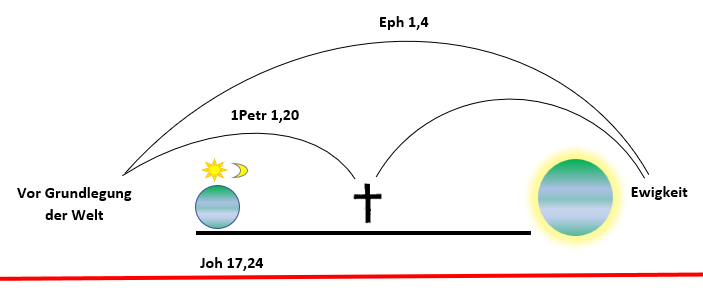 Eph 1,4
1Petr 1,20
Vor Grundlegung
der Welt
Ewigkeit
Joh 17,24